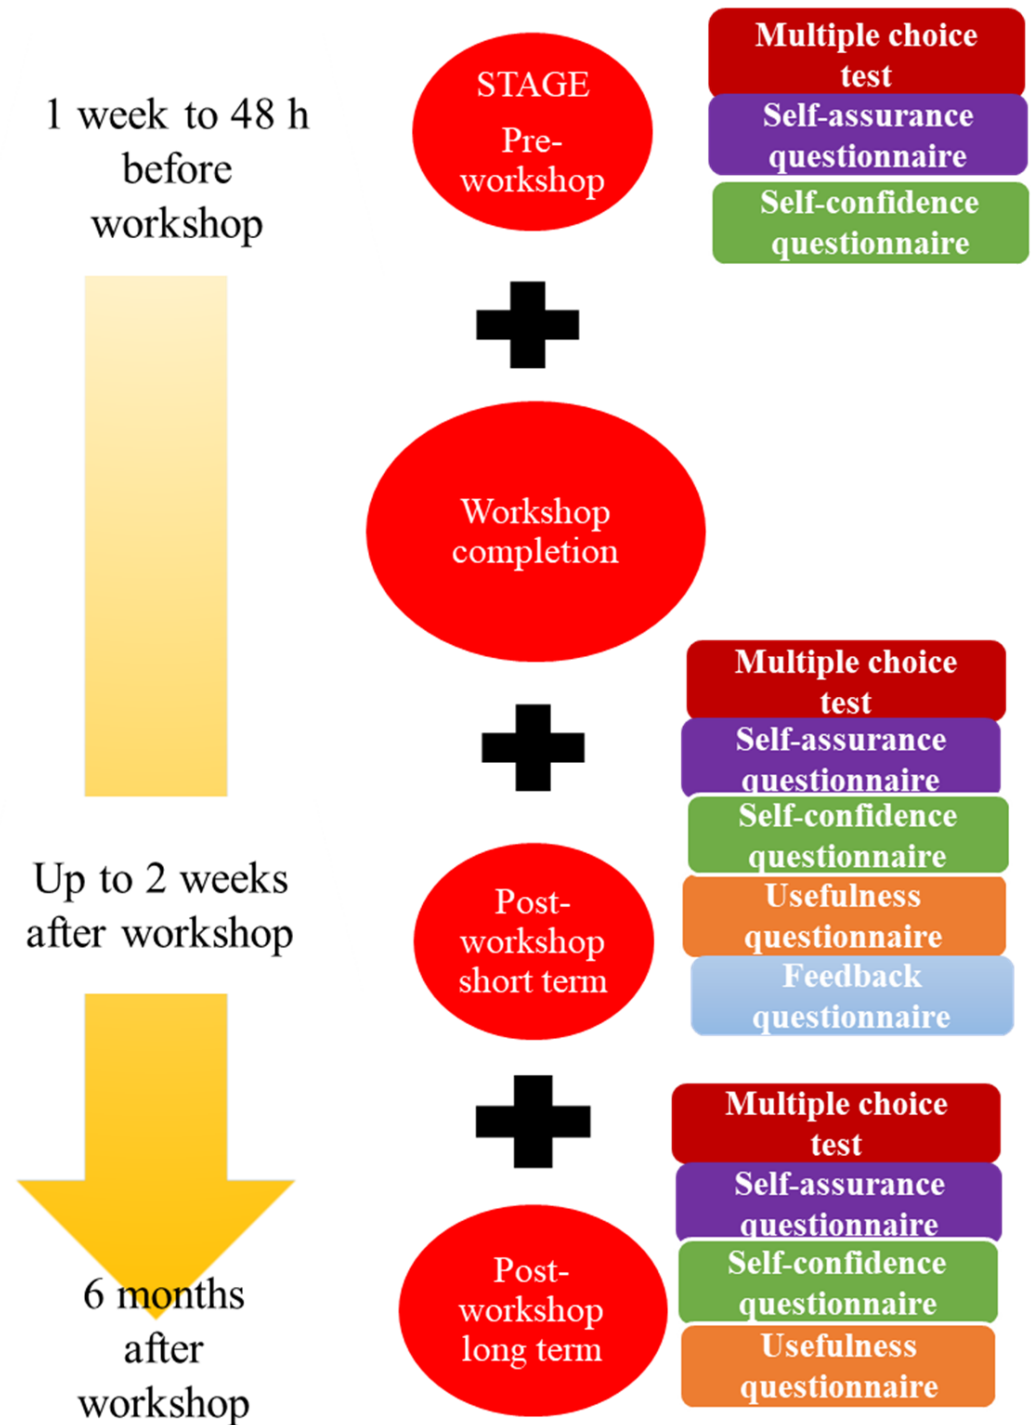 1 week to 48 h
before
workshop
STAGE
Pre-
workshop
Multiple choice
test
Self-assurance
questionnaire
Self-confidence
questionnaire
Workshop
completion
Up to 2 weeks
after workshop
Post-
workshop
short term
Multiple choice
test
Self-assurance
questionnaire
Self-confidence
questionnaire
Usefulness
questionnaire
Feedback
questionnaire
6 months
after
workshop
Post-
workshop
long term
Multiple choice
test
Self-assurance
questionnaire
Self-confidence
questionnaire
Usefulness
questionnaire